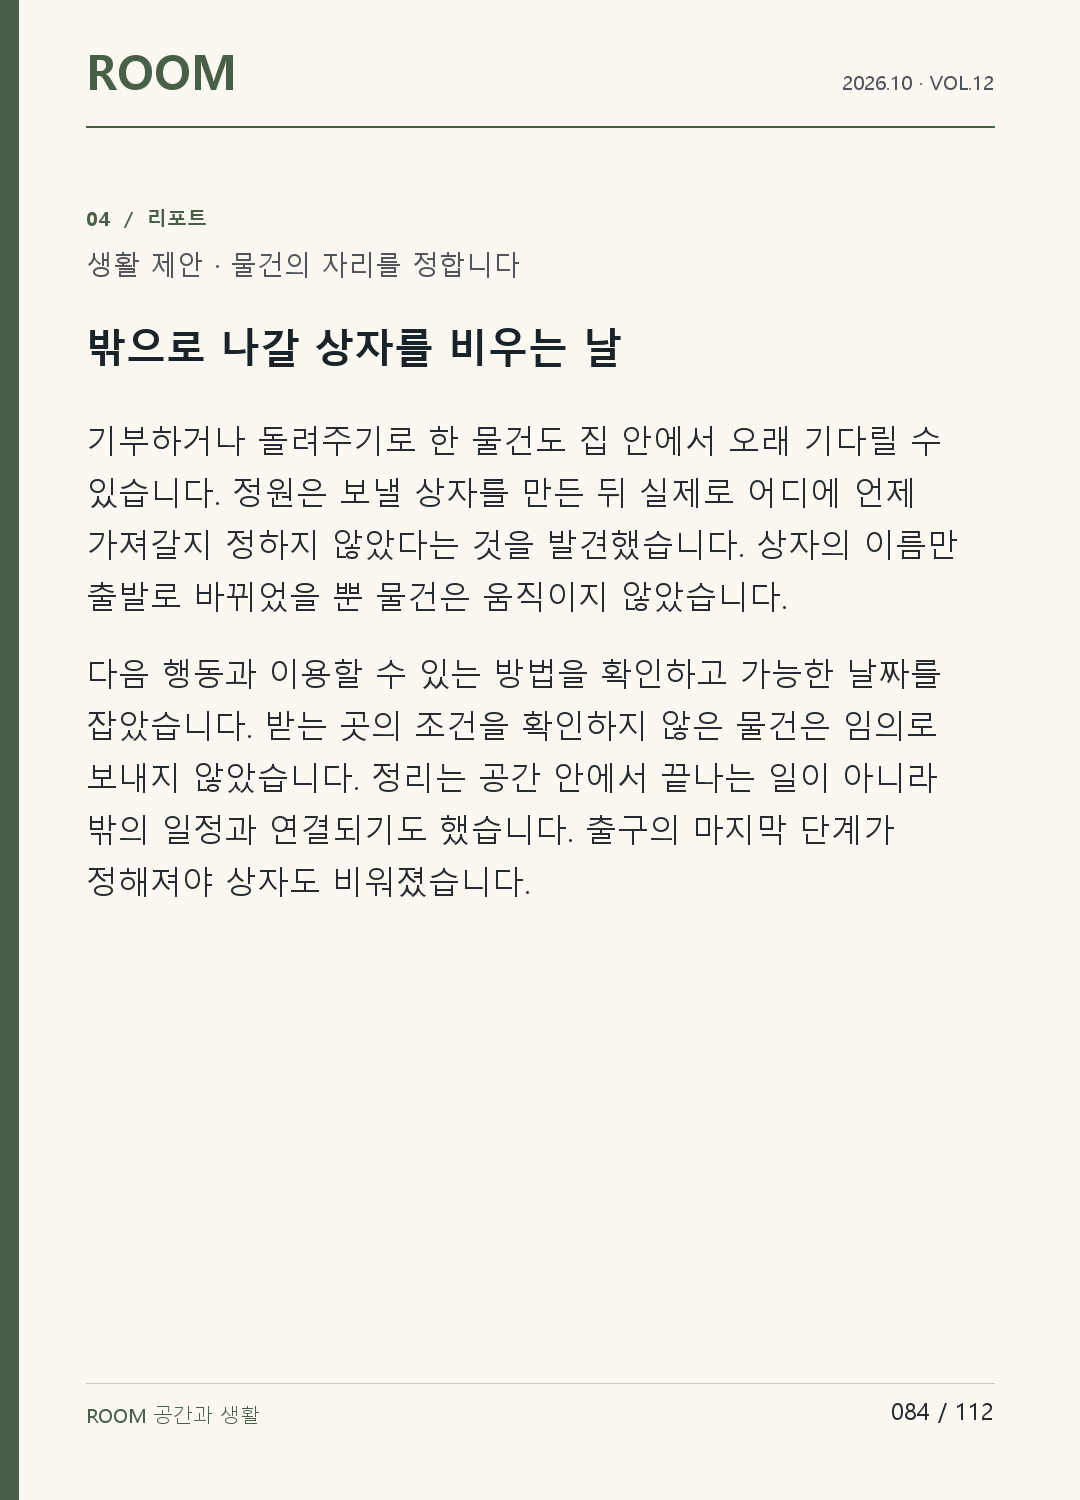 ROOM
2026.10 · VOL.12
04 / 리포트
생활 제안 · 물건의 자리를 정합니다
밖으로 나갈 상자를 비우는 날
기부하거나 돌려주기로 한 물건도 집 안에서 오래 기다릴 수
있습니다. 정원은 보낼 상자를 만든 뒤 실제로 어디에 언제
가져갈지 정하지 않았다는 것을 발견했습니다. 상자의 이름만
출발로 바뀌었을 뿐 물건은 움직이지 않았습니다.
다음 행동과 이용할 수 있는 방법을 확인하고 가능한 날짜를
잡았습니다. 받는 곳의 조건을 확인하지 않은 물건은 임의로
보내지 않았습니다. 정리는 공간 안에서 끝나는 일이 아니라
밖의 일정과 연결되기도 했습니다. 출구의 마지막 단계가
정해져야 상자도 비워졌습니다.
ROOM 공간과 생활
084 / 112